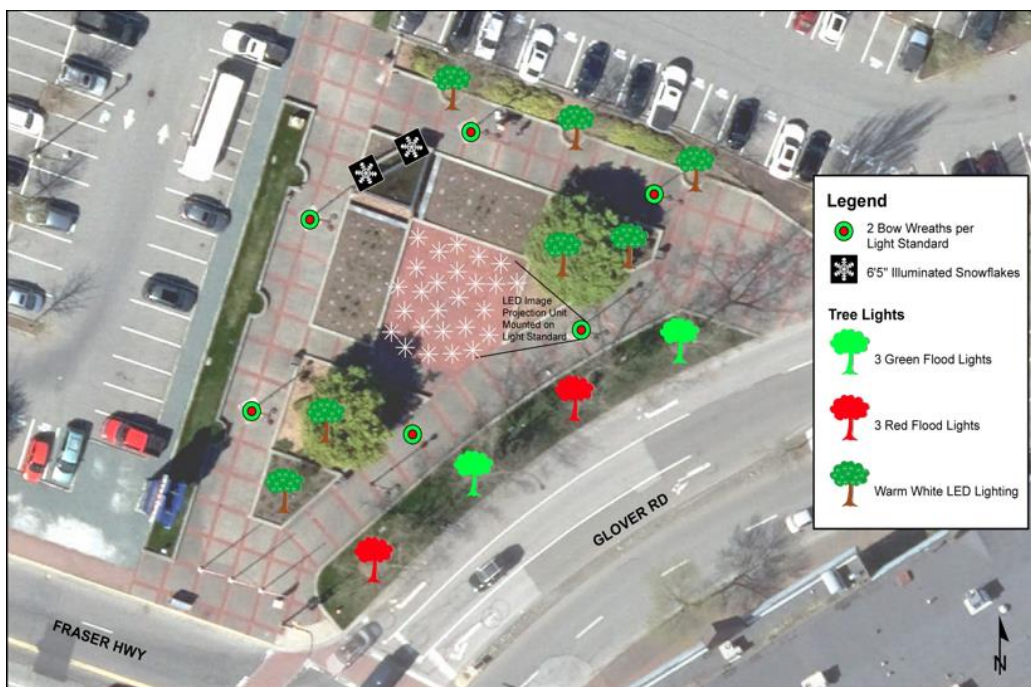 LED Image
Projection Unit
Mounted on
Light Standard
GLOVER RD
FRASER HWY
Legend
2 Bow Wreaths per
Light Standard
6'5" Illuminated Snowflakes
Tree Lights
3 Green Flood Lights
3 Red Flood Lights
Warm White LED Lighting
N